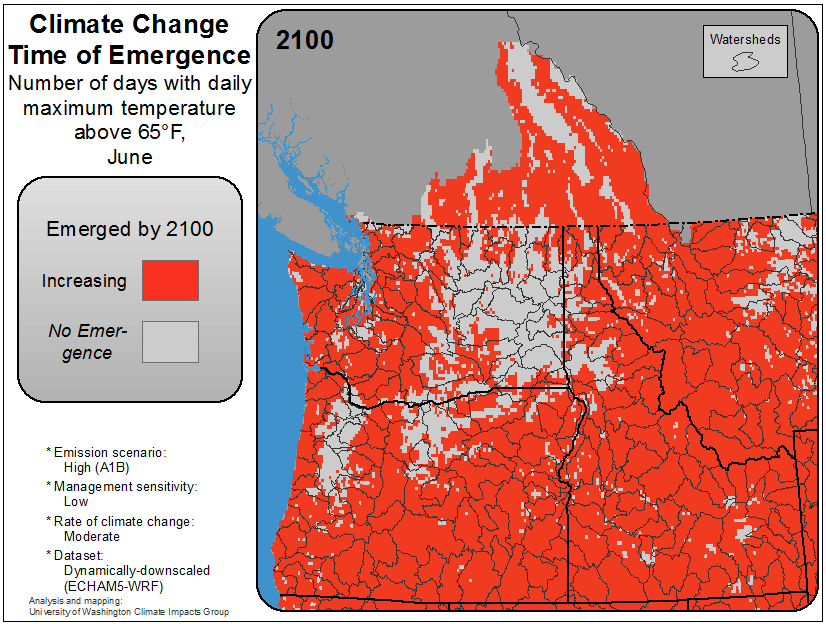 Climate Change
Time of Emergence
Number of days with daily
maximum temperature
above 65°F,
June
2100
Watersheds
Emerged by 2100
Increasing
No Emer-
gence
* Emission scenario:
High (A1B)
* Management sensitivity:
Low
* Rate of climate change:
Moderate
* Dataset:
Dynamically-downscaled
(ECHAM5-WRF)
Analysis and mapping:
University of Washington Climate Impacts Group